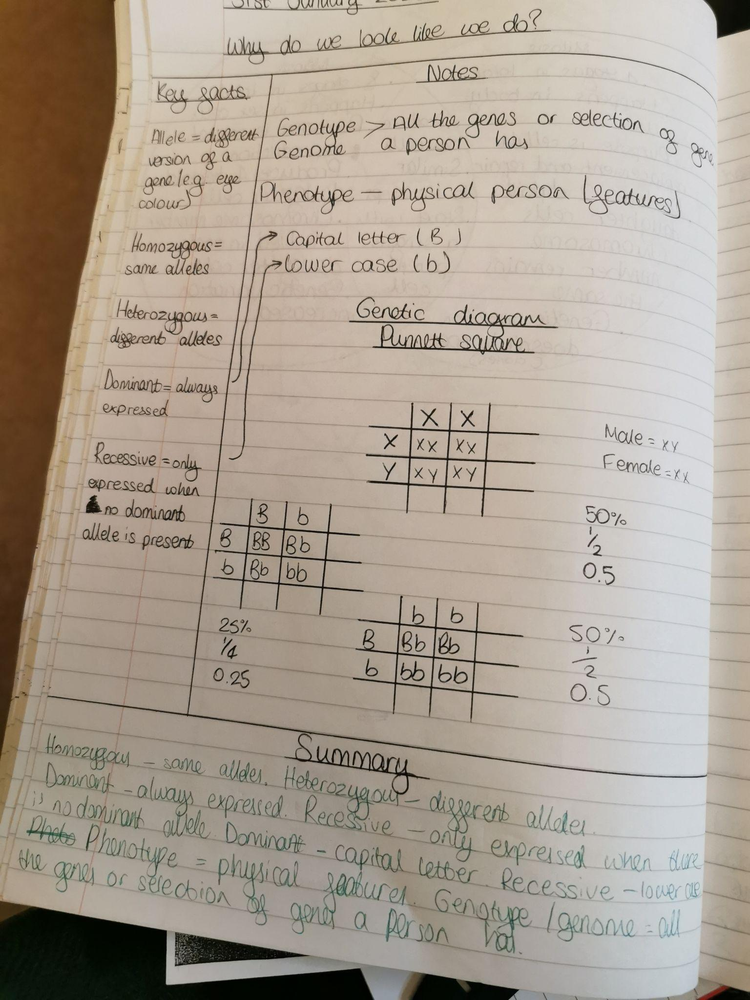 31st January
Why do we look like we do?
Key facts
Allele = different
version of a
gene (e.g. eye
colour)
Homozygous =
same alleles
Heterozygous =
different alleles
Dominant = always
expressed
Recessive = only
expressed when
no dominant
allele is present
Notes
Genotype > All the genes or selection of gene
Genome a person has
Phenotype – physical person (features)
→ Capital letter (B)
→ lower case (b)
Genetic diagram
Punnett square
X X
X XX XX
Y XY XY
Male = XY
Female = XX
50%
1/2
0.5
B b
B BB Bb
b Bb bb
25%
1/4
0.25
b b
B Bb Bb
b bb bb
50%
1/2
0.5
Summary
Homozygous – same alleles. Heterozygous – different alleles.
Dominant – always expressed. Recessive – only expressed when there
is no dominant allele. Dominant – capital letter. Recessive – lower case
Photo Phenotype = physical features. Genotype / genome = all
the genes or selection of genes a person has.